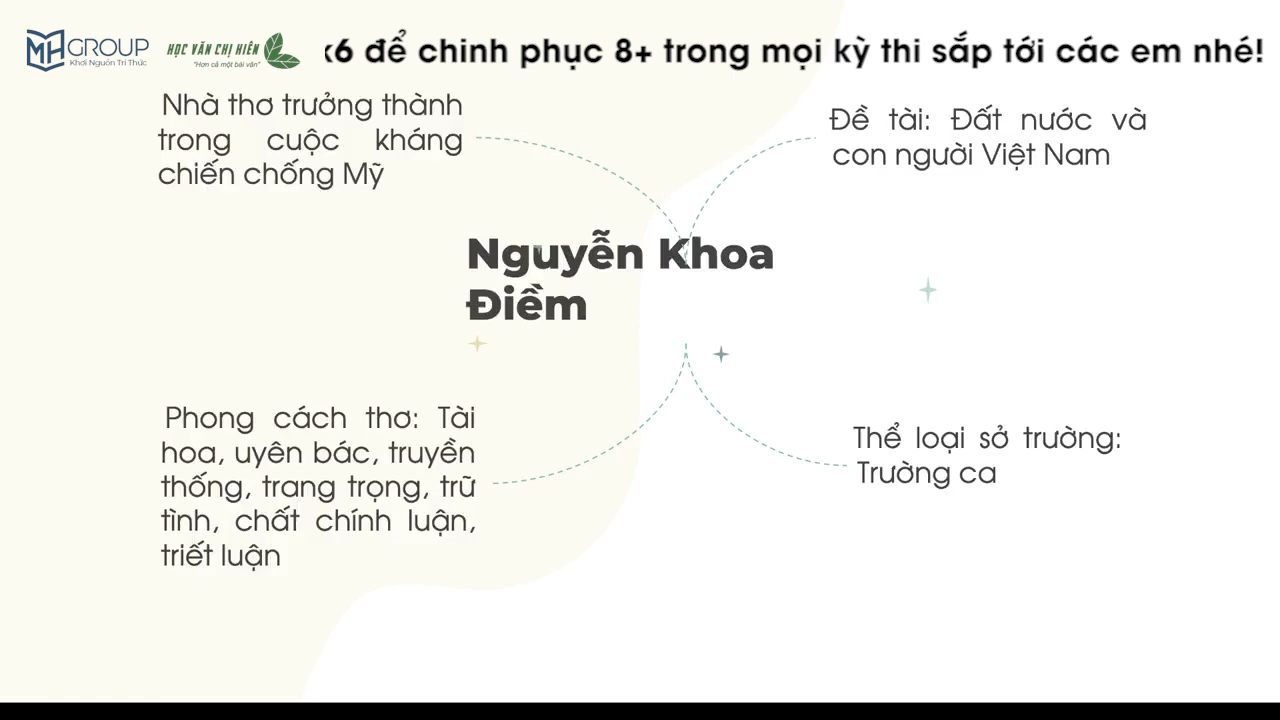 MH GROUP
Khơi Nguồn Tri Thức
HỌC VĂN CHỊ HIÊN
"Hơn cả một bài văn"
x6 để chinh phục 8+ trong mọi kỳ thi sắp tới các em nhé!
Nhà thơ trưởng thành
trong cuộc kháng
chiến chống Mỹ
Đề tài: Đất nước và
con người Việt Nam
Nguyễn Khoa
Điềm
Phong cách thơ: Tài
hoa, uyên bác, truyền
thống, trang trọng, trữ
tình, chất chính luận,
triết luận
Thể loại sở trường:
Trường ca